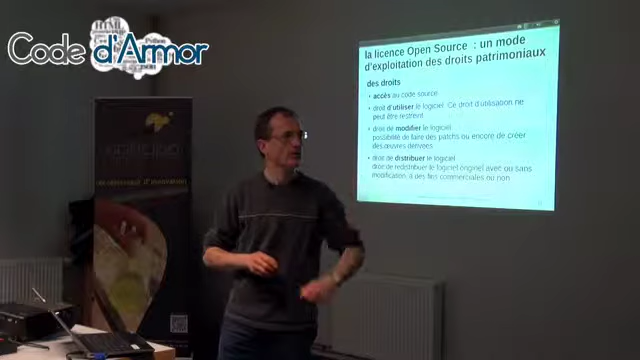 HTML
Python
Code d'Armor
la licence Open Source : un mode
d'exploitation des droits patrimoniaux
des droits
• accès au code source
• droit d'utiliser le logiciel Ce droit d'utilisation ne
peut être restreint
• droit de modifier le logiciel
possibilité de faire des patchs ou encore de créer
des œuvres dérivées
• droit de distribuer le logiciel
droit de redistribuer le logiciel originel avec ou sans
modification, à des fins commerciales ou non